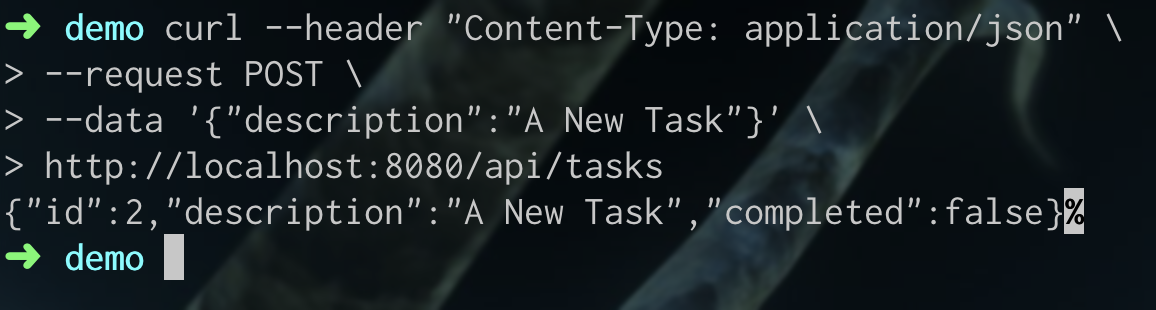 ➜ demo curl --header "Content-Type: application/json" \
> --request POST \
> --data '{"description":"A New Task"}' \
> http://localhost:8080/api/tasks
{"id":2,"description":"A New Task","completed":false}%
➜ demo